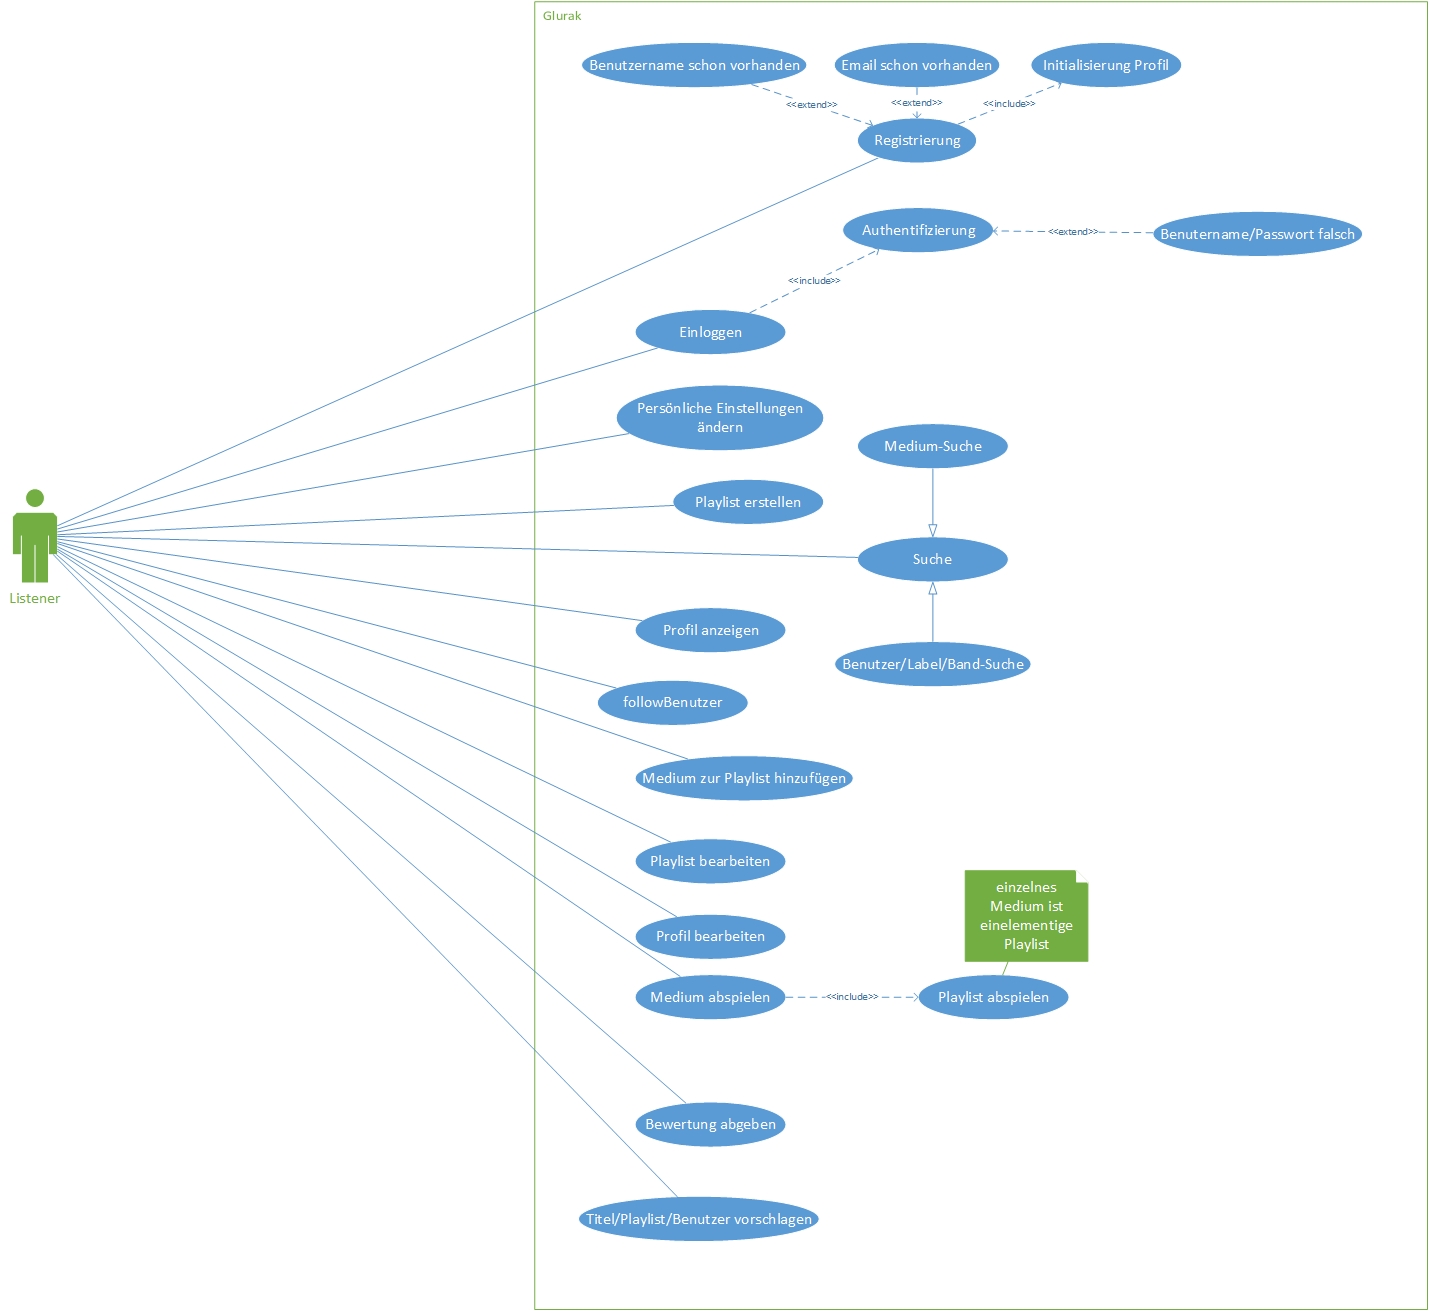 Glurak
Benutzername schon vorhanden
Email schon vorhanden
Initialisierung Profil
<<extend>>
<<extend>>
<<include>>
Registrierung
Authentifizierung
<<extend>>
Benutername/Passwort falsch
<<include>>
Einloggen
Persönliche Einstellungen
ändern
Medium-Suche
Playlist erstellen
Suche
Listener
Profil anzeigen
Benutzer/Label/Band-Suche
followBenutzer
Medium zur Playlist hinzufügen
Playlist bearbeiten
einzelnes
Medium ist
einelementige
Playlist
Profil bearbeiten
Medium abspielen
<<include>>
Playlist abspielen
Bewertung abgeben
Titel/Playlist/Benutzer vorschlagen